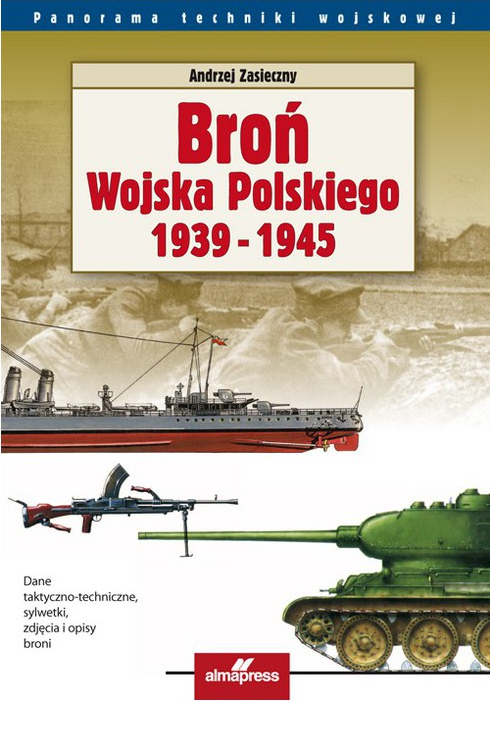 Panorama techniki wojskowej
Andrzej Zasieczny
Broń
Wojska Polskiego
1939 - 1945
Dane
taktyczno-techniczne,
sylwetki,
zdjęcia i opisy
broni
almapress